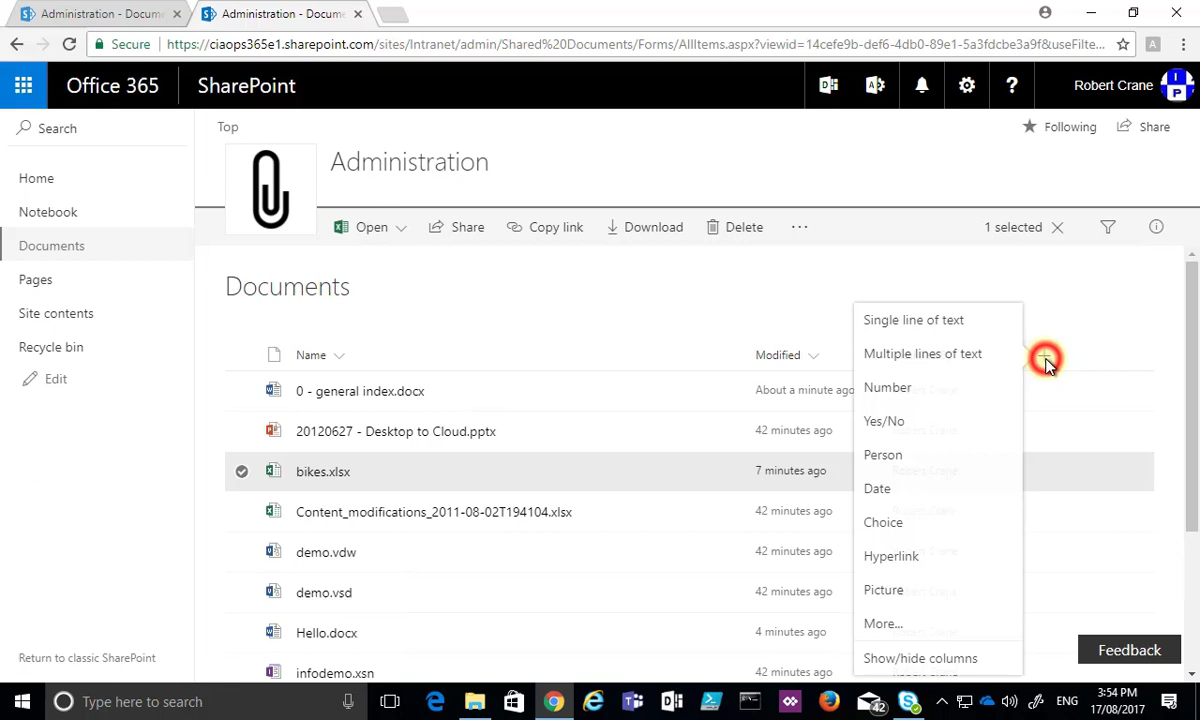 Administration - Docume
Administration - Docume
Secure
https://ciaops365e1.sharepoint.com/sites/Intranet/admin/Shared%20Documents/Forms/AllItems.aspx?viewid=14cefe9b-def6-4db0-89e1-5a3fdcbe3a9f&useFilte...
Office 365
SharePoint
?
Robert Crane
I
P
Search
Top
Following
Share
Administration
Home
Notebook
Documents
Pages
Site contents
Recycle bin
Edit
Open
Share
Copy link
Download
Delete
...
1 selected
Documents
Name
Modified
0 - general index.docx
About a minute ago
20120627 - Desktop to Cloud.pptx
42 minutes ago
bikes.xlsx
7 minutes ago
Content_modifications_2011-08-02T194104.xlsx
42 minutes ago
demo.vdw
42 minutes ago
demo.vsd
42 minutes ago
Hello.docx
4 minutes ago
infodemo.xsn
42 minutes ago
Single line of text
Multiple lines of text
Number
Yes/No
Person
Date
Choice
Hyperlink
Picture
More...
Show/hide columns
Return to classic SharePoint
Feedback
Type here to search
42
ENG
3:54 PM
17/08/2017